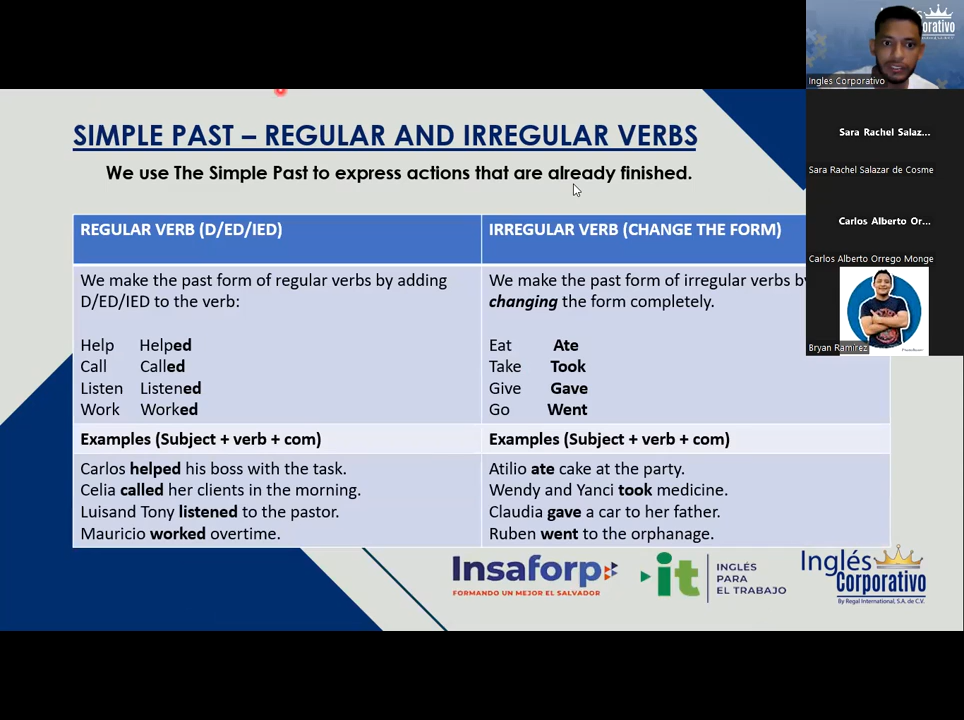 Inglés
Corporativo
Ingles Corporativo
Sara Rachel Salaz...
Sara Rachel Salazar de Cosme
Carlos Alberto Or...
Carlos Alberto Orrego Monge
Bryan Ramirez
SIMPLE PAST – REGULAR AND IRREGULAR VERBS
We use The Simple Past to express actions that are already finished.
REGULAR VERB (D/ED/IED)
We make the past form of regular verbs by adding
D/ED/IED to the verb:
Help Helped
Call Called
Listen Listened
Work Worked
Examples (Subject + verb + com)
Carlos helped his boss with the task.
Celia called her clients in the morning.
Luisand Tony listened to the pastor.
Mauricio worked overtime.
IRREGULAR VERB (CHANGE THE FORM)
We make the past form of irregular verbs by
changing the form completely.
Eat Ate
Take Took
Give Gave
Go Went
Examples (Subject + verb + com)
Atilio ate cake at the party.
Wendy and Yanci took medicine.
Claudia gave a car to her father.
Ruben went to the orphanage.
Insaforp
FORMANDO UN MEJOR EL SALVADOR
it
INGLÉS
PARA
EL TRABAJO
Inglés
Corporativo
By Regal International, S.A. de C.V.